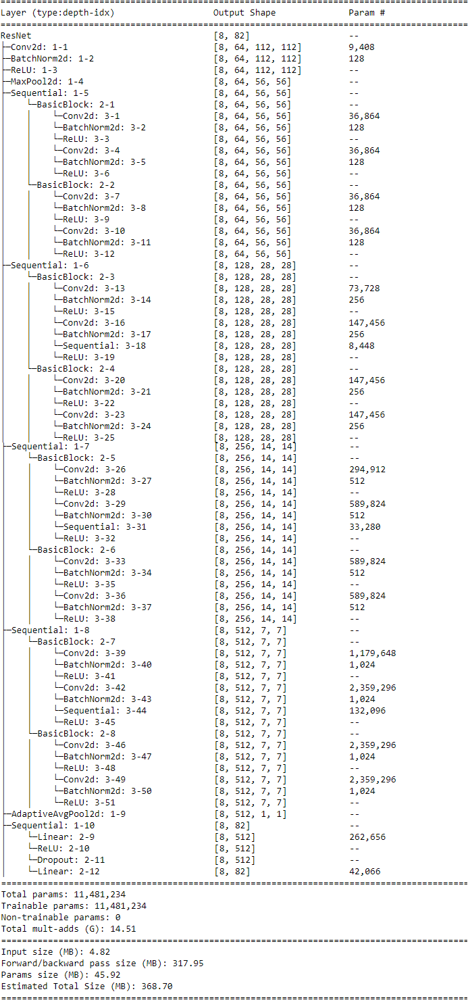 ==========================================================================================
Layer (type:depth-idx)                   Output Shape              Param #
==========================================================================================
ResNet                                   [8, 82]                   --
├─Conv2d: 1-1                            [8, 64, 112, 112]         9,408
├─BatchNorm2d: 1-2                       [8, 64, 112, 112]         128
├─ReLU: 1-3                              [8, 64, 112, 112]         --
├─MaxPool2d: 1-4                         [8, 64, 56, 56]           --
├─Sequential: 1-5                        [8, 64, 56, 56]           --
│    └─BasicBlock: 2-1                   [8, 64, 56, 56]           --
│    │    └─Conv2d: 3-1                  [8, 64, 56, 56]           36,864
│    │    └─BatchNorm2d: 3-2             [8, 64, 56, 56]           128
│    │    └─ReLU: 3-3                    [8, 64, 56, 56]           --
│    │    └─Conv2d: 3-4                  [8, 64, 56, 56]           36,864
│    │    └─BatchNorm2d: 3-5             [8, 64, 56, 56]           128
│    │    └─ReLU: 3-6                    [8, 64, 56, 56]           --
│    └─BasicBlock: 2-2                   [8, 64, 56, 56]           --
│    │    └─Conv2d: 3-7                  [8, 64, 56, 56]           36,864
│    │    └─BatchNorm2d: 3-8             [8, 64, 56, 56]           128
│    │    └─ReLU: 3-9                    [8, 64, 56, 56]           --
│    │    └─Conv2d: 3-10                 [8, 64, 56, 56]           36,864
│    │    └─BatchNorm2d: 3-11            [8, 64, 56, 56]           128
│    │    └─ReLU: 3-12                   [8, 64, 56, 56]           --
├─Sequential: 1-6                        [8, 128, 28, 28]          --
│    └─BasicBlock: 2-3                   [8, 128, 28, 28]          --
│    │    └─Conv2d: 3-13                 [8, 128, 28, 28]          73,728
│    │    └─BatchNorm2d: 3-14            [8, 128, 28, 28]          256
│    │    └─ReLU: 3-15                   [8, 128, 28, 28]          --
│    │    └─Conv2d: 3-16                 [8, 128, 28, 28]          147,456
│    │    └─BatchNorm2d: 3-17            [8, 128, 28, 28]          256
│    │    └─Sequential: 3-18             [8, 128, 28, 28]          8,448
│    │    └─ReLU: 3-19                   [8, 128, 28, 28]          --
│    └─BasicBlock: 2-4                   [8, 128, 28, 28]          --
│    │    └─Conv2d: 3-20                 [8, 128, 28, 28]          147,456
│    │    └─BatchNorm2d: 3-21            [8, 128, 28, 28]          256
│    │    └─ReLU: 3-22                   [8, 128, 28, 28]          --
│    │    └─Conv2d: 3-23                 [8, 128, 28, 28]          147,456
│    │    └─BatchNorm2d: 3-24            [8, 128, 28, 28]          256
│    │    └─ReLU: 3-25                   [8, 128, 28, 28]          --
├─Sequential: 1-7                        [8, 256, 14, 14]          --
│    └─BasicBlock: 2-5                   [8, 256, 14, 14]          --
│    │    └─Conv2d: 3-26                 [8, 256, 14, 14]          294,912
│    │    └─BatchNorm2d: 3-27            [8, 256, 14, 14]          512
│    │    └─ReLU: 3-28                   [8, 256, 14, 14]          --
│    │    └─Conv2d: 3-29                 [8, 256, 14, 14]          589,824
│    │    └─BatchNorm2d: 3-30            [8, 256, 14, 14]          512
│    │    └─Sequential: 3-31             [8, 256, 14, 14]          33,280
│    │    └─ReLU: 3-32                   [8, 256, 14, 14]          --
│    └─BasicBlock: 2-6                   [8, 256, 14, 14]          --
│    │    └─Conv2d: 3-33                 [8, 256, 14, 14]          589,824
│    │    └─BatchNorm2d: 3-34            [8, 256, 14, 14]          512
│    │    └─ReLU: 3-35                   [8, 256, 14, 14]          --
│    │    └─Conv2d: 3-36                 [8, 256, 14, 14]          589,824
│    │    └─BatchNorm2d: 3-37            [8, 256, 14, 14]          512
│    │    └─ReLU: 3-38                   [8, 256, 14, 14]          --
├─Sequential: 1-8                        [8, 512, 7, 7]            --
│    └─BasicBlock: 2-7                   [8, 512, 7, 7]            --
│    │    └─Conv2d: 3-39                 [8, 512, 7, 7]            1,179,648
│    │    └─BatchNorm2d: 3-40            [8, 512, 7, 7]            1,024
│    │    └─ReLU: 3-41                   [8, 512, 7, 7]            --
│    │    └─Conv2d: 3-42                 [8, 512, 7, 7]            2,359,296
│    │    └─BatchNorm2d: 3-43            [8, 512, 7, 7]            1,024
│    │    └─Sequential: 3-44             [8, 512, 7, 7]            132,096
│    │    └─ReLU: 3-45                   [8, 512, 7, 7]            --
│    └─BasicBlock: 2-8                   [8, 512, 7, 7]            --
│    │    └─Conv2d: 3-46                 [8, 512, 7, 7]            2,359,296
│    │    └─BatchNorm2d: 3-47            [8, 512, 7, 7]            1,024
│    │    └─ReLU: 3-48                   [8, 512, 7, 7]            --
│    │    └─Conv2d: 3-49                 [8, 512, 7, 7]            2,359,296
│    │    └─BatchNorm2d: 3-50            [8, 512, 7, 7]            1,024
│    │    └─ReLU: 3-51                   [8, 512, 7, 7]            --
├─AdaptiveAvgPool2d: 1-9                 [8, 512, 1, 1]            --
├─Sequential: 1-10                       [8, 82]                   --
│    └─Linear: 2-9                       [8, 512]                  262,656
│    └─ReLU: 2-10                        [8, 512]                  --
│    └─Dropout: 2-11                     [8, 512]                  --
│    └─Linear: 2-12                      [8, 82]                   42,066
==========================================================================================
Total params: 11,481,234
Trainable params: 11,481,234
Non-trainable params: 0
Total mult-adds (G): 14.51
==========================================================================================
Input size (MB): 4.82
Forward/backward pass size (MB): 317.95
Params size (MB): 45.92
Estimated Total Size (MB): 368.70
==========================================================================================